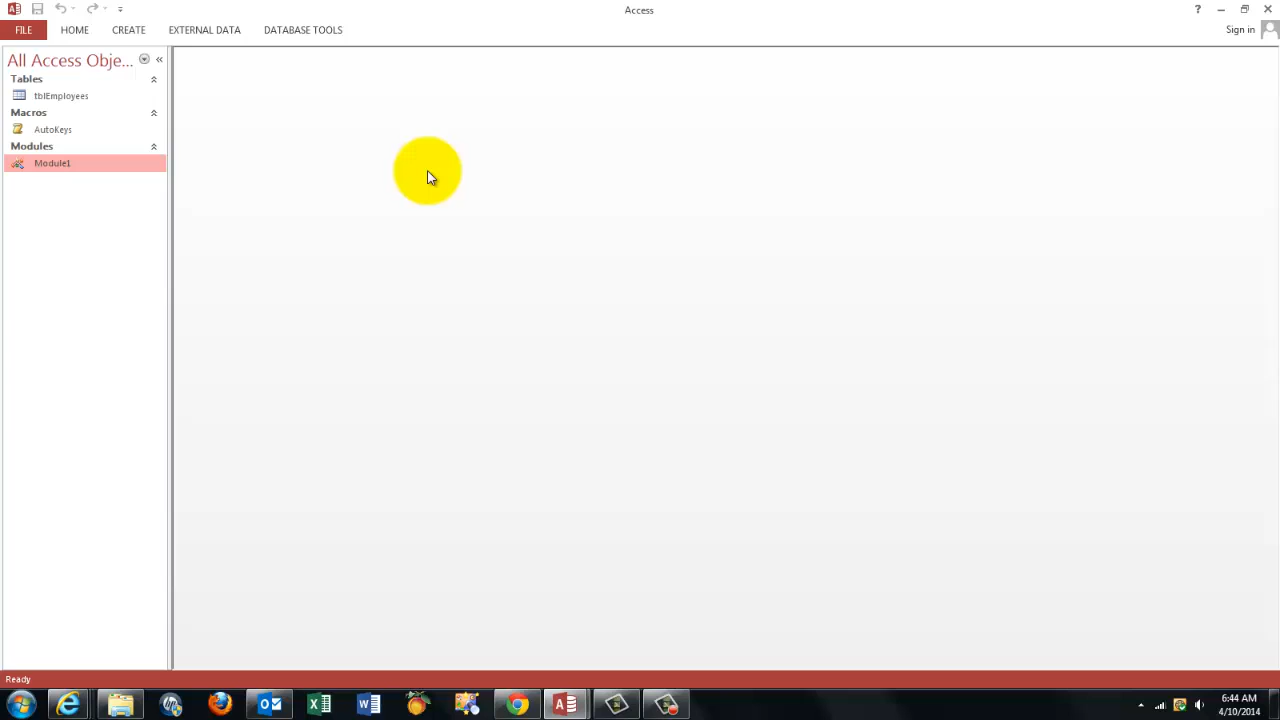 Access
FILE HOME CREATE EXTERNAL DATA DATABASE TOOLS Sign in
All Access Obje...
Tables
tblEmployees
Macros
AutoKeys
Modules
Module1
Ready
6:44 AM
4/10/2014